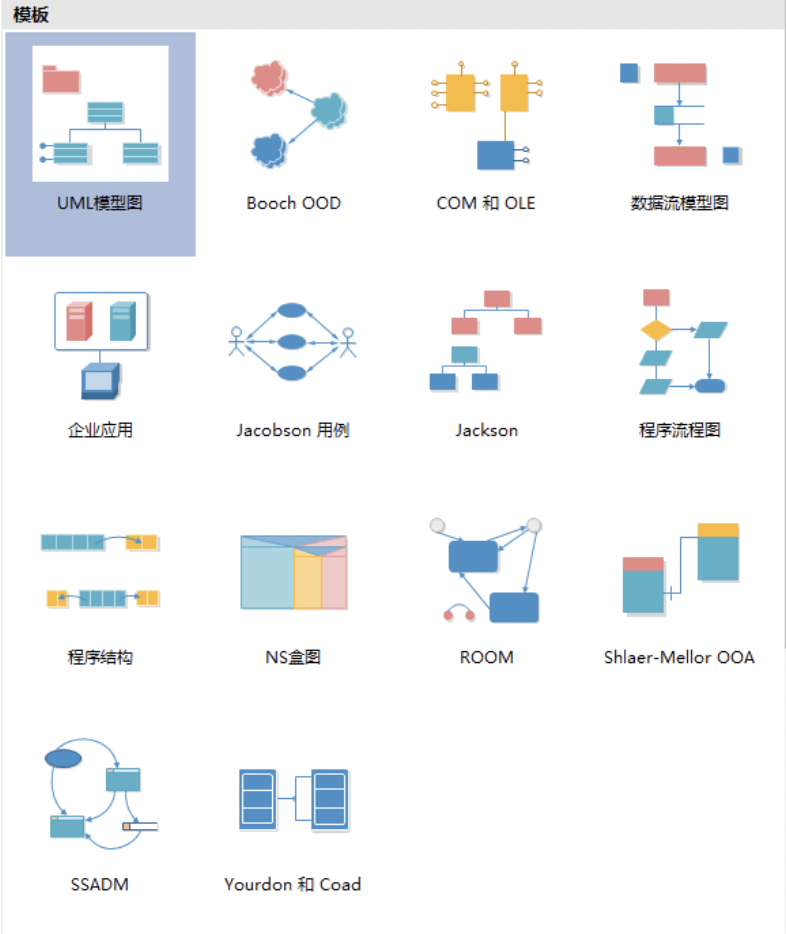 模板
UML模型图
Booch OOD
COM 和 OLE
数据流模型图
企业应用
Jacobson 用例
Jackson
程序流程图
程序结构
NS盒图
ROOM
Shlaer-Mellor OOA
SSADM
Yourdon 和 Coad